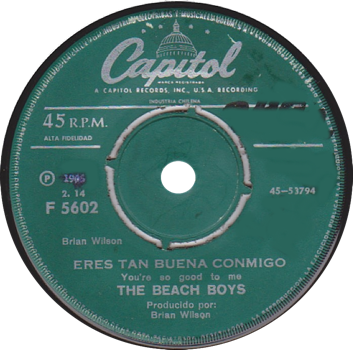 Capitol
MARCA REGISTRADA
A CAPITOL RECORDS, INC., U.S.A. RECORDING
INDUSTRIA CHILENA
45 R.P.M.
ALTA FIDELIDAD
P 1965
2. 14
45-53794
F 5602
Brian Wilson
ERES TAN BUENA CONMIGO
You're so good to me
THE BEACH BOYS
Producido por:
Brian Wilson